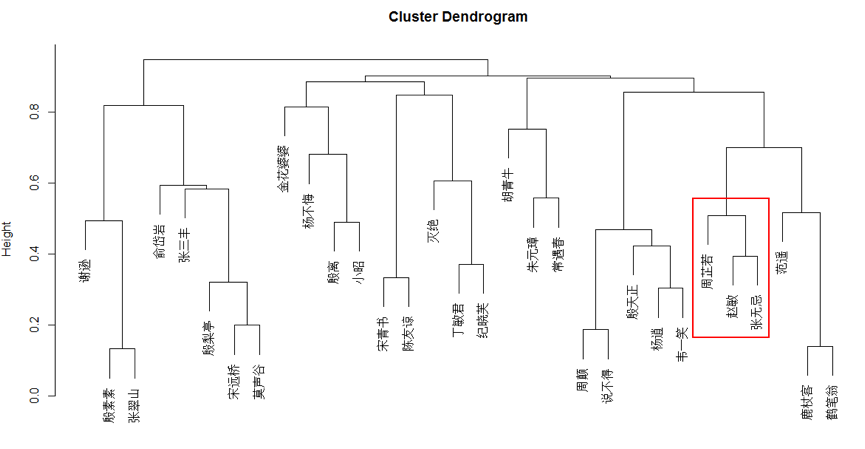 Cluster Dendrogram
Height
0.0
0.2
0.4
0.6
0.8
谢逊
殷素素
张翠山
俞岱岩
张三丰
殷梨亭
宋远桥
莫声谷
金花婆婆
杨不悔
殷离
小昭
宋青书
陈友谅
灭绝
丁敏君
纪晓芙
胡青牛
朱元璋
常遇春
周颠
说不得
殷天正
杨逍
韦一笑
周芷若
赵敏
张无忌
范遥
鹿杖客
鹤笔翁